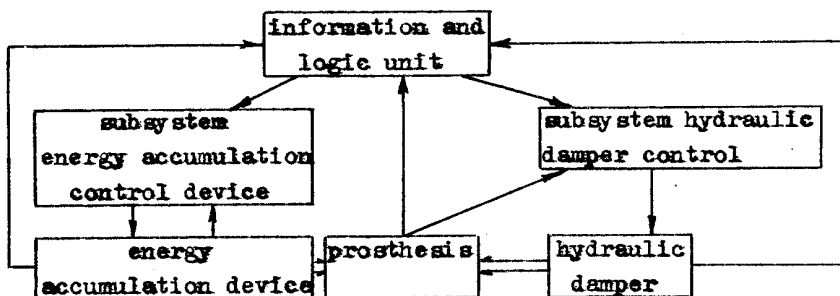 information and
logic unit
subsystem
energy accumulation
control device
subsystem hydraulic
damper control
energy
accumulation device
prosthesis
hydraulic
damper